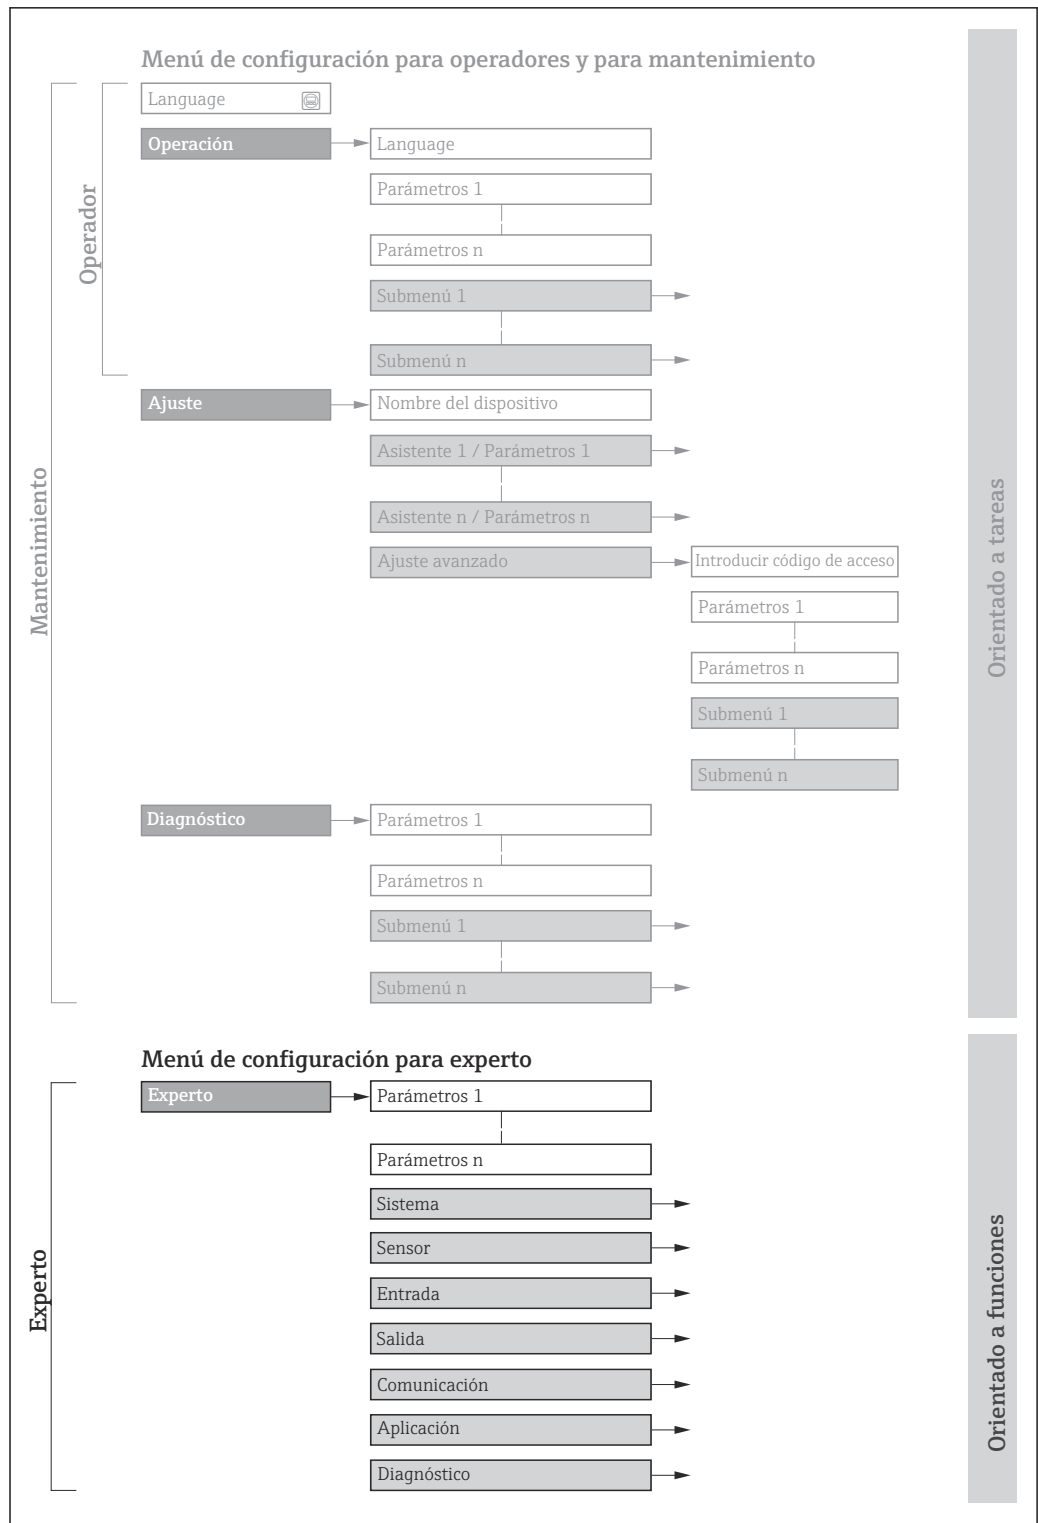 Menú de configuración para operadores y para mantenimiento
Language
Operación
Language
Parámetros 1
Parámetros n
Submenú 1
Submenú n
Operador
Ajuste
Nombre del dispositivo
Asistente 1 / Parámetros 1
Asistente n / Parámetros n
Ajuste avanzado
Introducir código de acceso
Parámetros 1
Parámetros n
Submenú 1
Submenú n
Mantenimiento
Orientado a tareas
Diagnóstico
Parámetros 1
Parámetros n
Submenú 1
Submenú n
Menú de configuración para experto
Experto
Parámetros 1
Parámetros n
Sistema
Sensor
Entrada
Salida
Comunicación
Aplicación
Diagnóstico
Experto
Orientado a funciones